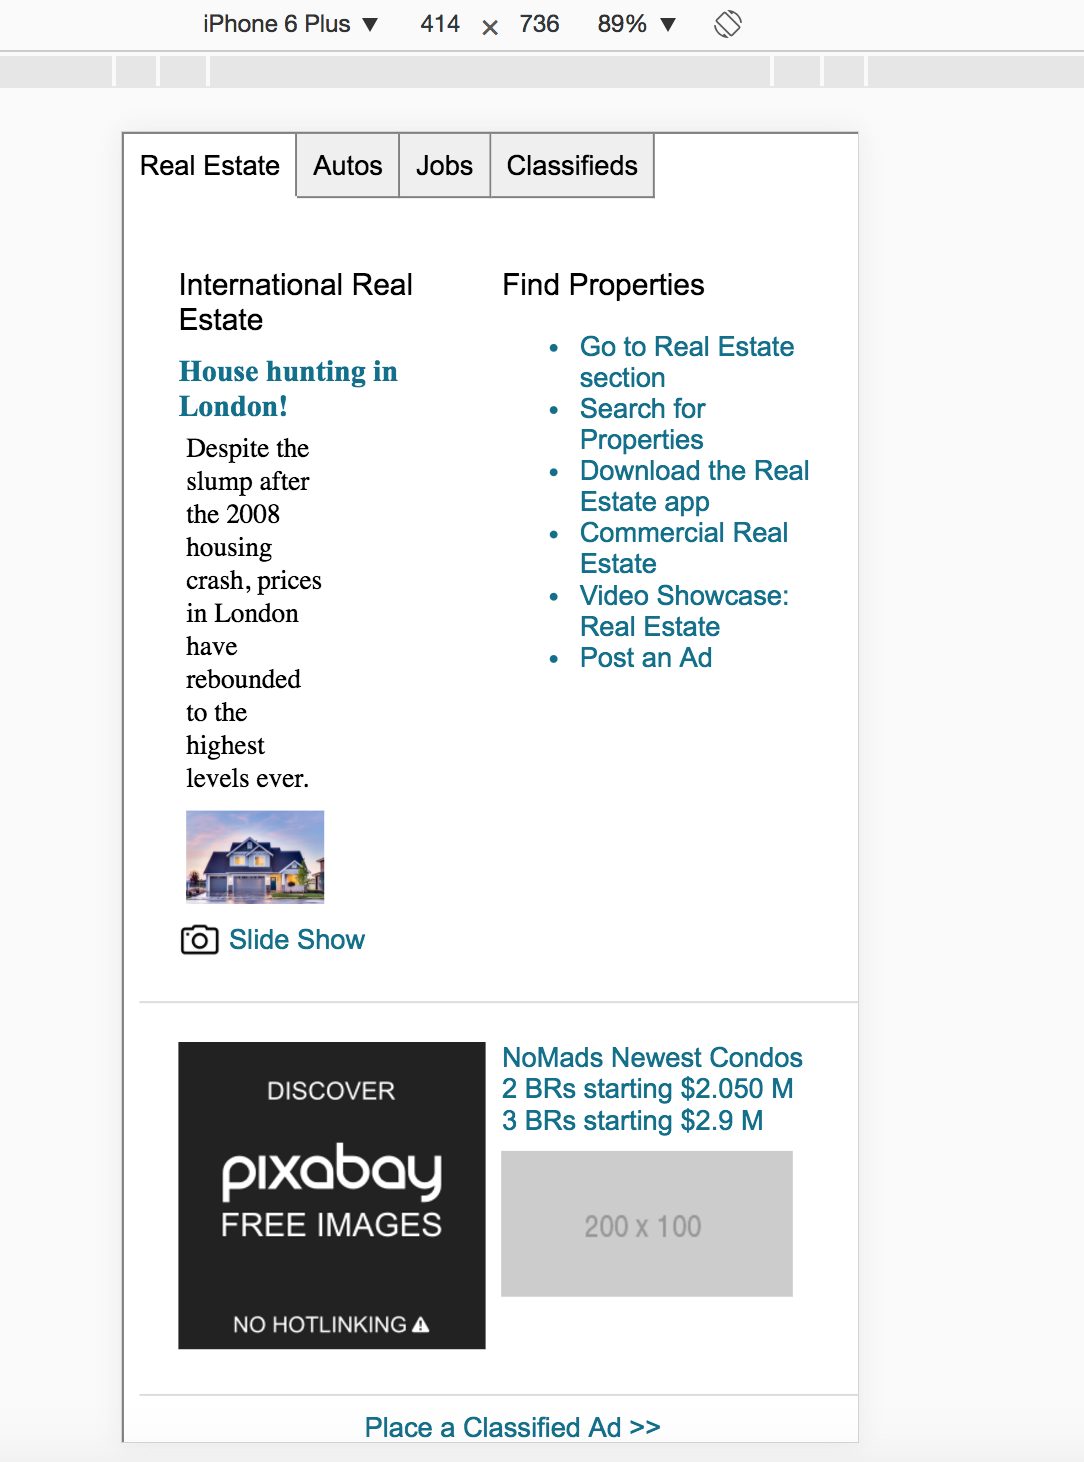 iPhone 6 Plus ▼ 414 × 736 89% ▼
Real Estate Autos Jobs Classifieds
International Real
Estate
House hunting in
London!
Despite the
slump after
the 2008
housing
crash, prices
in London
have
rebounded
to the
highest
levels ever.
Slide Show
Find Properties
• Go to Real Estate
section
• Search for
Properties
• Download the Real
Estate app
• Commercial Real
Estate
• Video Showcase:
Real Estate
• Post an Ad
DISCOVER
pixabay
FREE IMAGES
NO HOTLINKING
NoMads Newest Condos
2 BRs starting $2.050 M
3 BRs starting $2.9 M
200 x 100
Place a Classified Ad >>